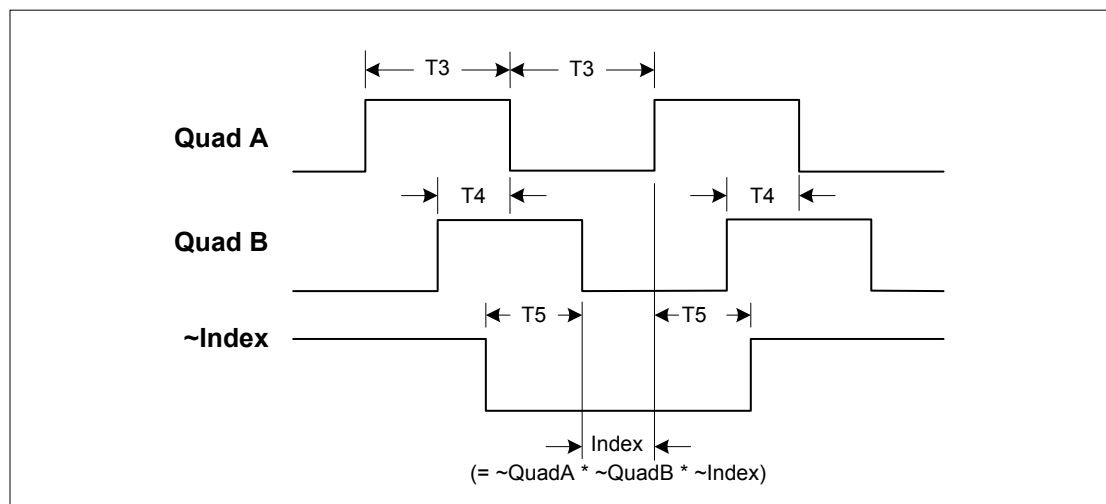 T3 T3
Quad A
T4 T4
Quad B
T5 T5
~Index
Index
(= ~QuadA * ~QuadB * ~Index)